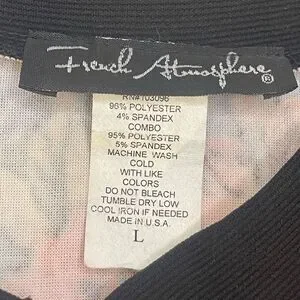 French Atmosphere®
RN#103096
96% POLYESTER
4% SPANDEX
COMBO
95% POLYESTER
5% SPANDEX
MACHINE WASH
COLD
WITH LIKE
COLORS
DO NOT BLEACH
TUMBLE DRY LOW
COOL IRON IF NEEDED
MADE IN U.S.A.
L